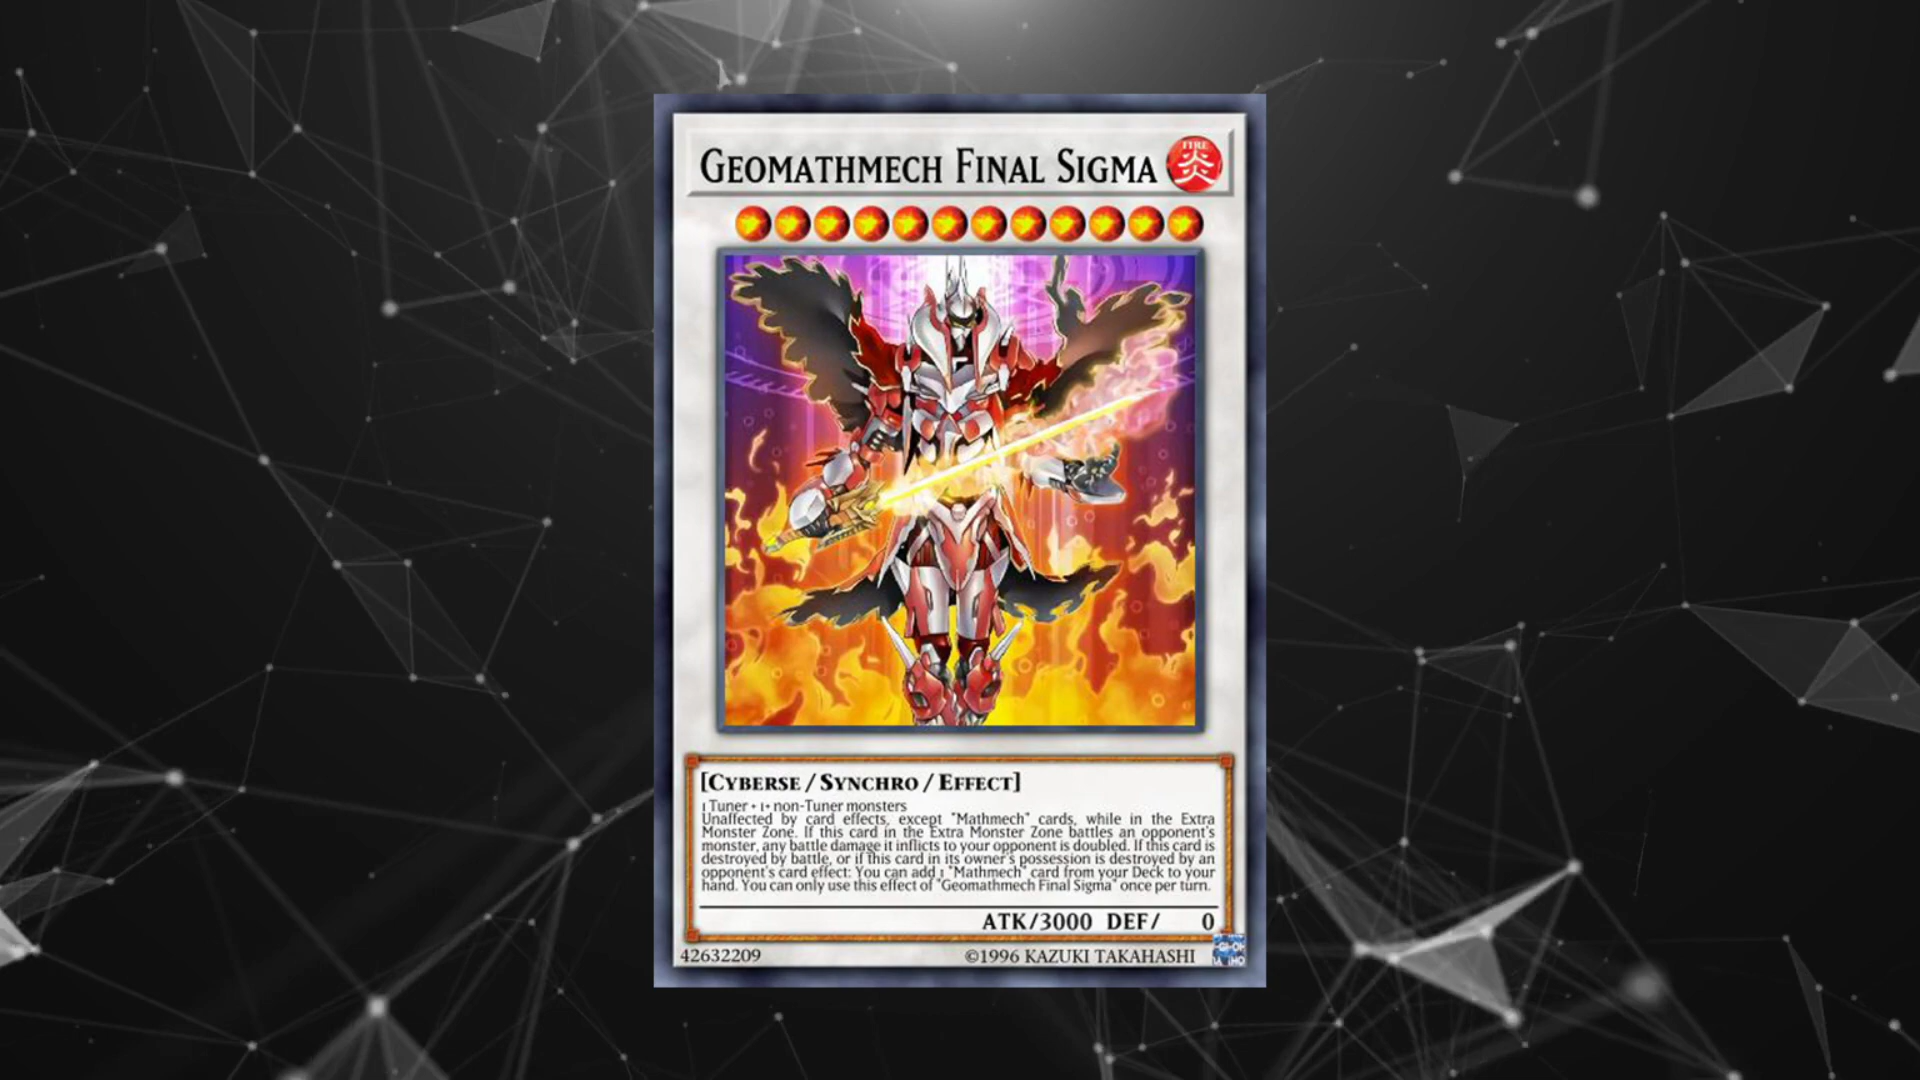 GEOMATHMECH FINAL SIGMA
FIRE
炎
[CYBERSE / SYNCHRO / EFFECT]
1 Tuner + 1+ non-Tuner monsters
Unaffected by card effects, except "Mathmech" cards, while in the Extra
Monster Zone. If this card in the Extra Monster Zone battles an opponent's
monster, any battle damage it inflicts to your opponent is doubled. If this card is
destroyed by battle, or if this card in its owner's possession is destroyed by an
opponent's card effect: You can add 1 "Mathmech" card from your Deck to your
hand. You can only use this effect of "Geomathmech Final Sigma" once per turn.
ATK/3000 DEF/ 0
42632209
©1996 KAZUKI TAKAHASHI